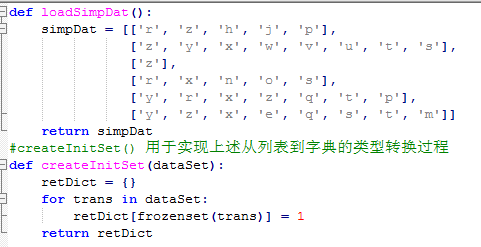 def loadSimpDat():
    simpDat = [['r', 'z', 'h', 'j', 'p'],
               ['z', 'y', 'x', 'w', 'v', 'u', 't', 's'],
               ['z'],
               ['r', 'x', 'n', 'o', 's'],
               ['y', 'r', 'x', 'z', 'q', 't', 'p'],
               ['y', 'z', 'x', 'e', 'q', 's', 't', 'm']]
    return simpDat
#createInitSet() 用于实现上述从列表到字典的类型转换过程
def createInitSet(dataSet):
    retDict = {}
    for trans in dataSet:
        retDict[frozenset(trans)] = 1
    return retDict